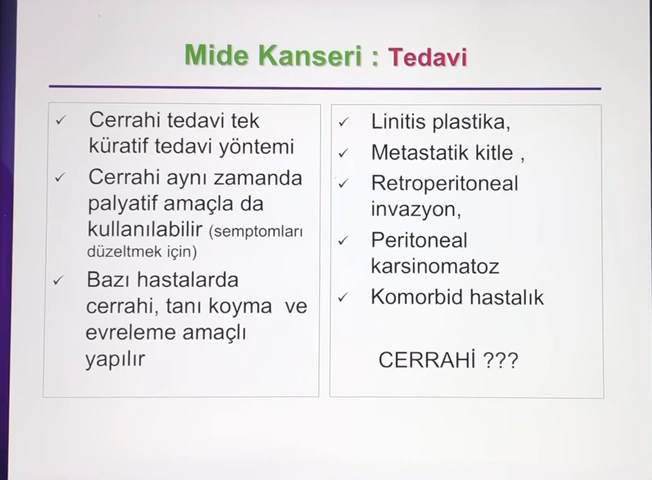 Mide Kanseri : Tedavi
Cerrahi tedavi tek
küratif tedavi yöntemi
Cerrahi aynı zamanda
palyatif amaçla da
kullanılabilir (semptomları
düzeltmek için)
Bazı hastalarda
cerrahi, tanı koyma ve
evreleme amaçlı
yapılır
Linitis plastika,
Metastatik kitle ,
Retroperitoneal
invazyon,
Peritoneal
karsinomatoz
Komorbid hastalık
CERRAHİ ???